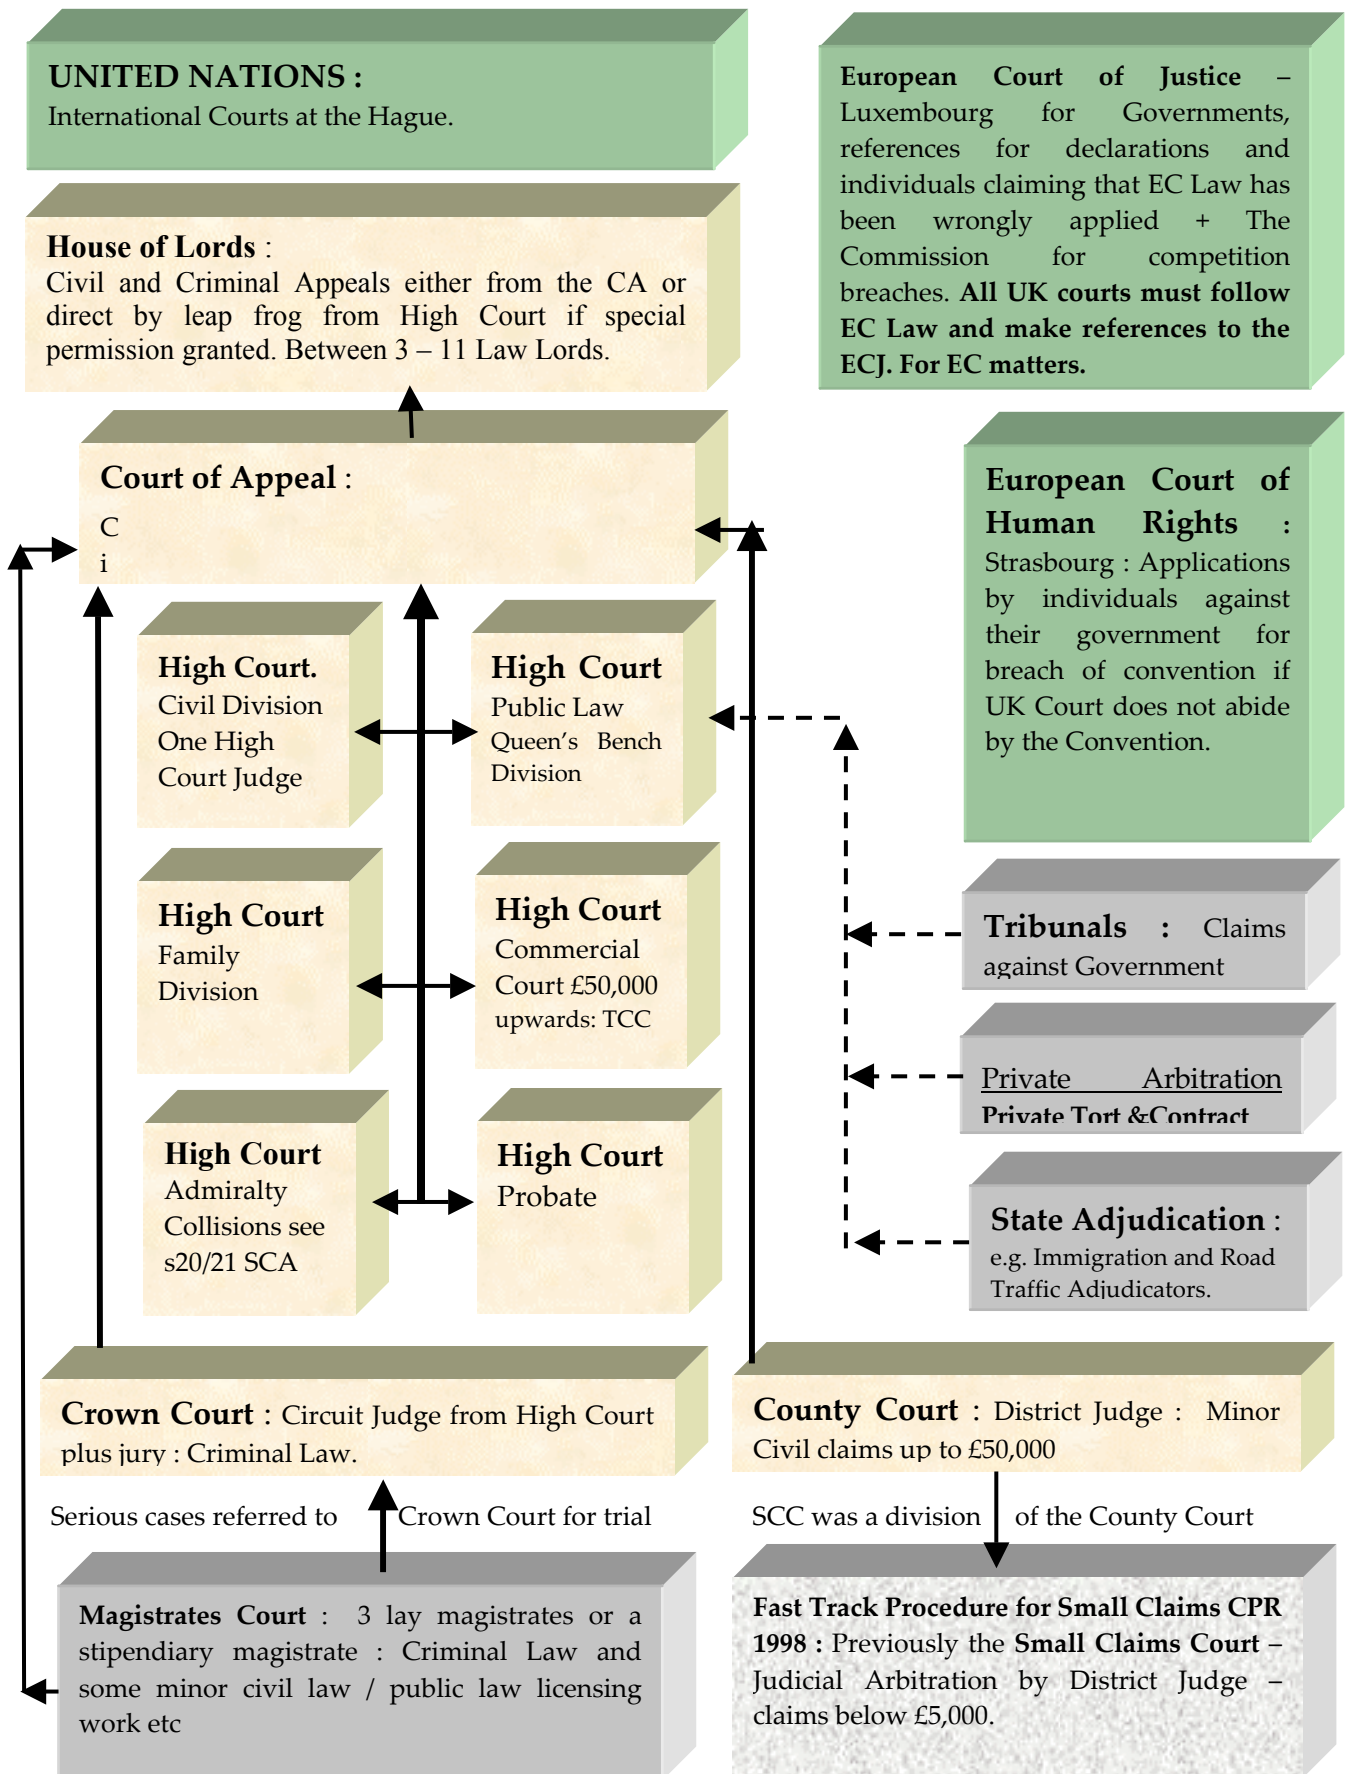 UNITED NATIONS :
International Courts at the Hague.
European Court of Justice –
Luxembourg for Governments,
references for declarations and
individuals claiming that EC Law has
been wrongly applied + The
Commission for competition
breaches. All UK courts must follow
EC Law and make references to the
ECJ. For EC matters.
House of Lords :
Civil and Criminal Appeals either from the CA or
direct by leap frog from High Court if special
permission granted. Between 3 – 11 Law Lords.
Court of Appeal :
C
i
European Court of
Human Rights :
Strasbourg : Applications
by individuals against
their government for
breach of convention if
UK Court does not abide
by the Convention.
High Court.
Civil Division
One High
Court Judge
High Court
Public Law
Queen's Bench
Division
High Court
Family
Division
High Court
Commercial
Court £50,000
upwards: TCC
Tribunals : Claims
against Government
Private Arbitration
Private Tort &Contract
High Court
Admiralty
Collisions see
s20/21 SCA
High Court
Probate
State Adjudication :
e.g. Immigration and Road
Traffic Adjudicators.
Crown Court : Circuit Judge from High Court
plus jury : Criminal Law.
County Court : District Judge : Minor
Civil claims up to £50,000
Serious cases referred to Crown Court for trial
SCC was a division of the County Court
Magistrates Court : 3 lay magistrates or a
stipendiary magistrate : Criminal Law and
some minor civil law / public law licensing
work etc
Fast Track Procedure for Small Claims CPR
1998 : Previously the Small Claims Court –
Judicial Arbitration by District Judge –
claims below £5,000.